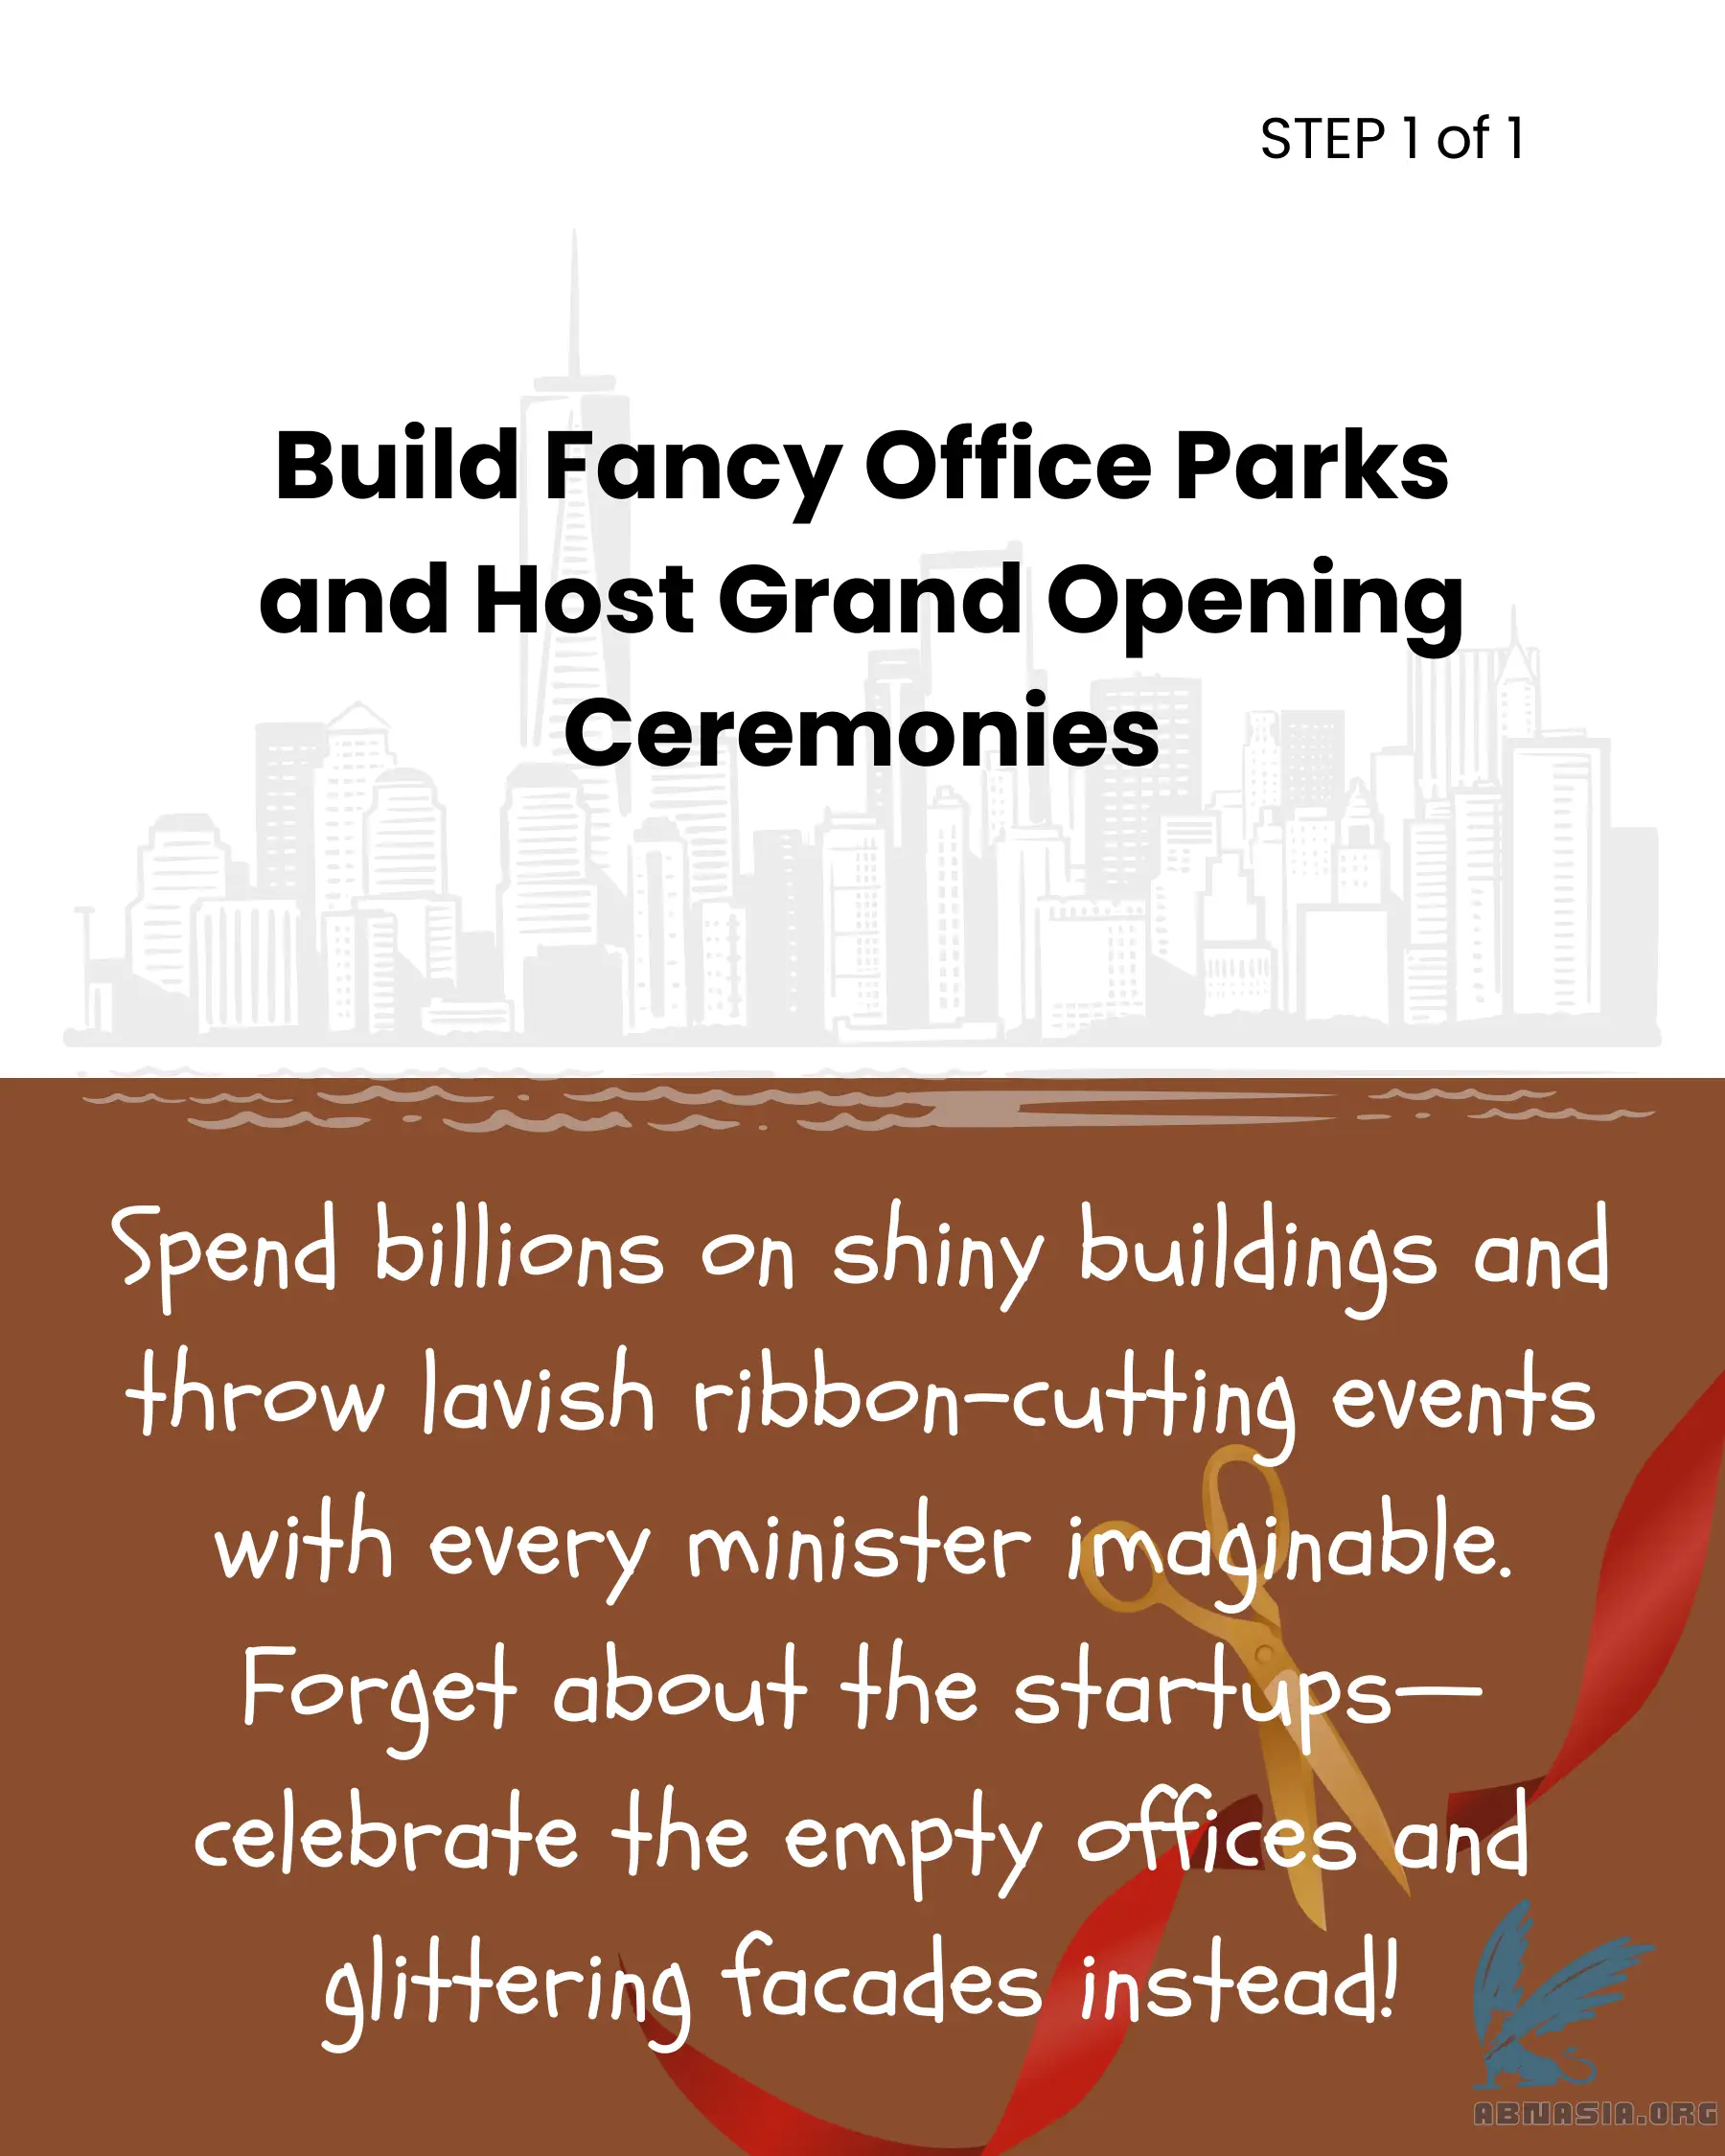 STEP 1 of 1
Build Fancy Office Parks
and Host Grand Opening
Ceremonies
Spend billions on shiny buildings and
throw lavish ribbon-cutting events
with every minister imaginable.
Forget about the startups—
celebrate the empty offices and
glittering facades instead!
ABNASIA.ORG